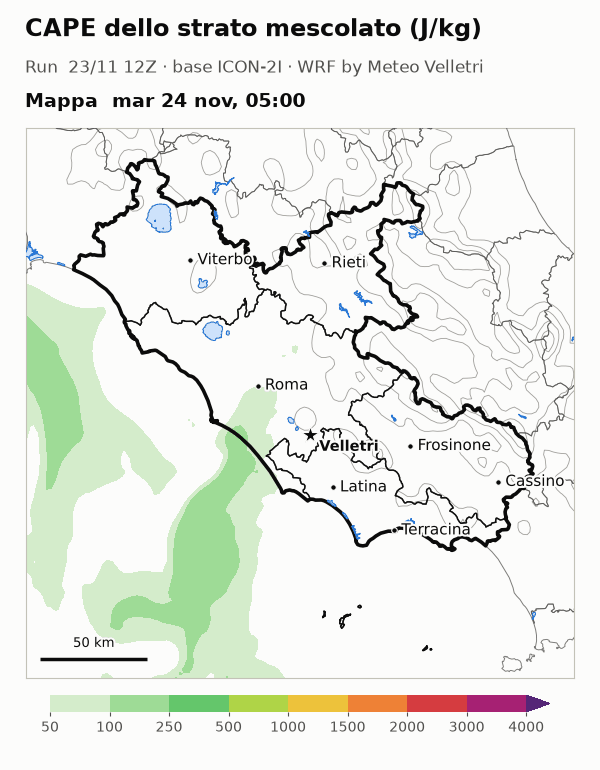 CAPE dello strato mescolato (J/kg)
Run  23/11 12Z · base ICON-2I · WRF by Meteo Velletri
Mappa  mar 24 nov, 05:00
Viterbo
Rieti
Roma
Velletri
Frosinone
Cassino
Latina
Terracina
50 km
50 100 250 500 1000 1500 2000 3000 4000